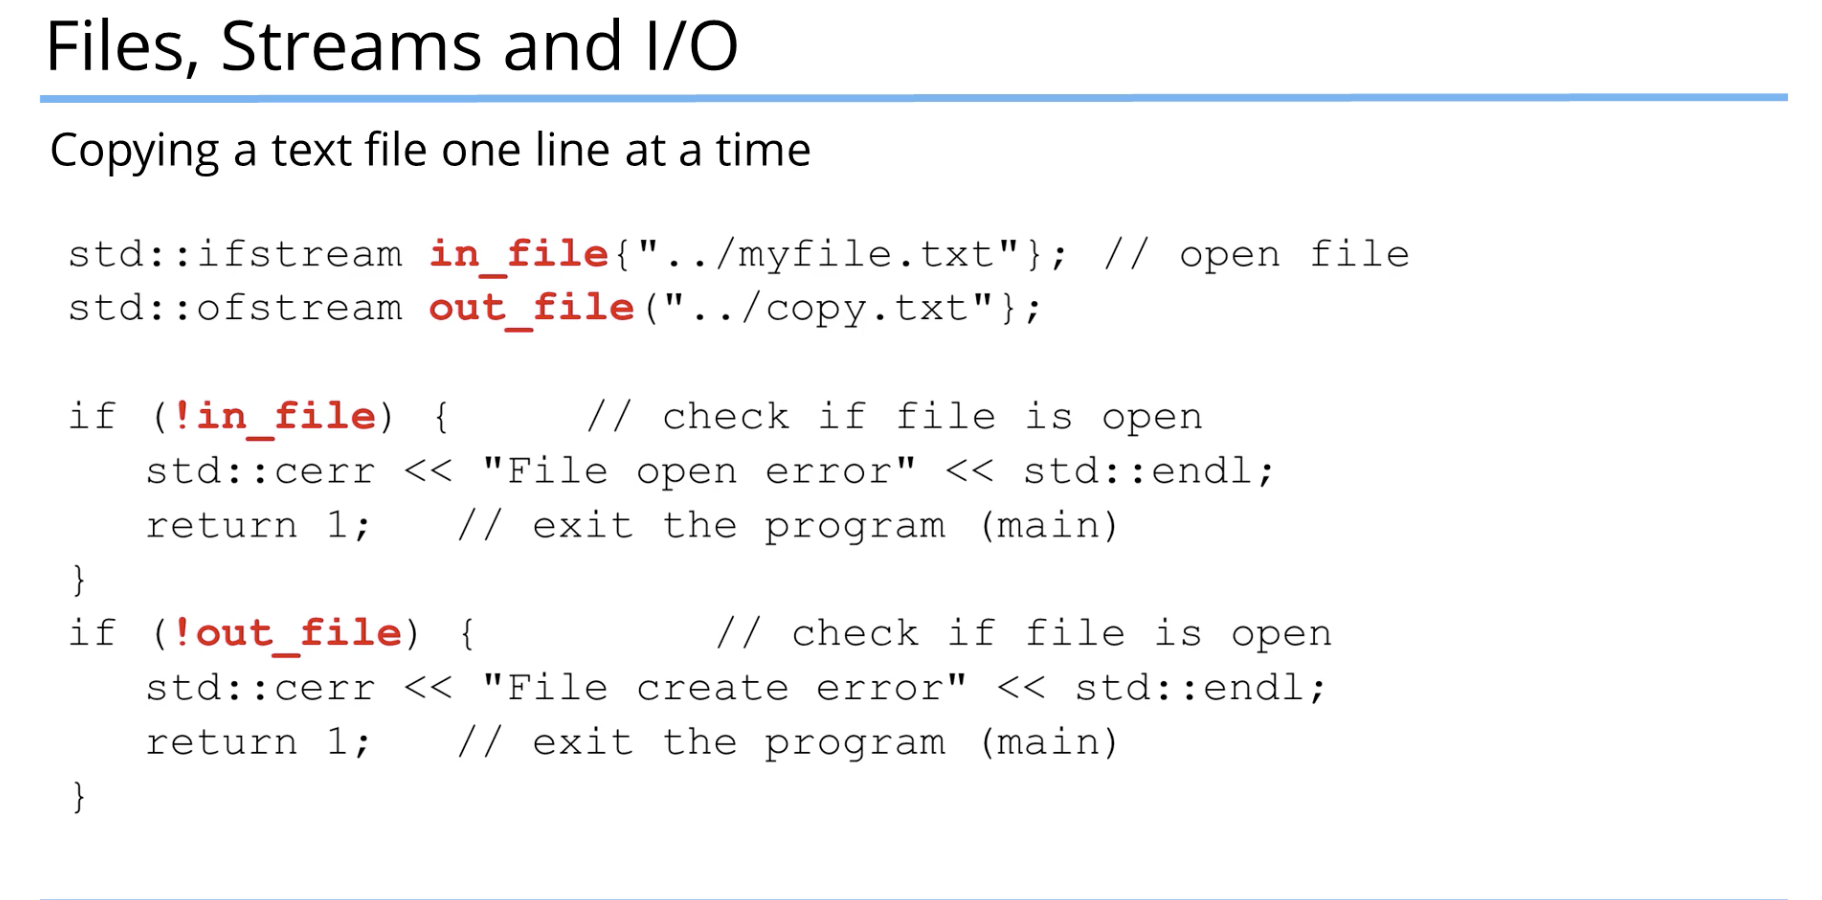 Files, Streams and I/O
Copying a text file one line at a time
std::ifstream in_file{"../myfile.txt"}; // open file
std::ofstream out_file("../copy.txt"};
if (!in_file) {     // check if file is open
   std::cerr << "File open error" << std::endl;
   return 1;   // exit the program (main)
}
if (!out_file) {         // check if file is open
   std::cerr << "File create error" << std::endl;
   return 1;   // exit the program (main)
}